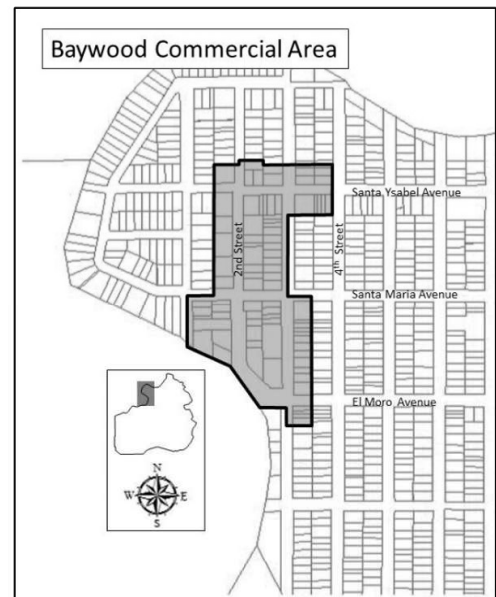 Baywood Commercial Area
Santa Ysabel Avenue
2nd Street
4th Street
Santa Maria Avenue
El Moro Avenue
N
W E
S